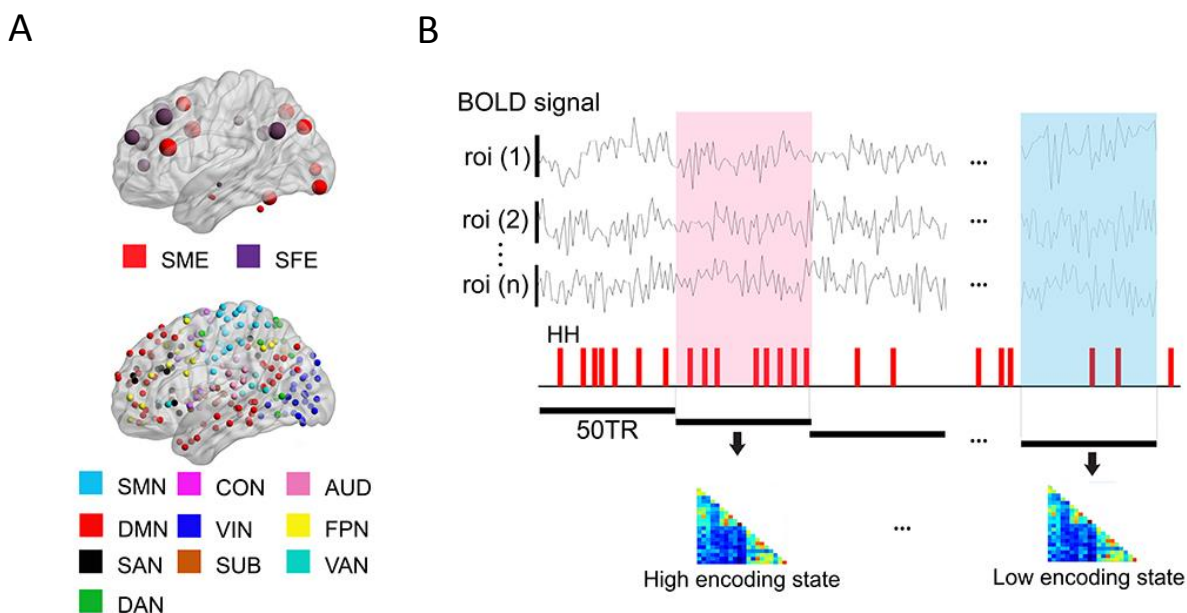 A
SME SFE
SMN CON AUD
DMN VIN FPN
SAN SUB VAN
DAN
B
BOLD signal
roi (1) ...
roi (2) ...
roi (n) ...
HH
50TR ...
...
High encoding state Low encoding state